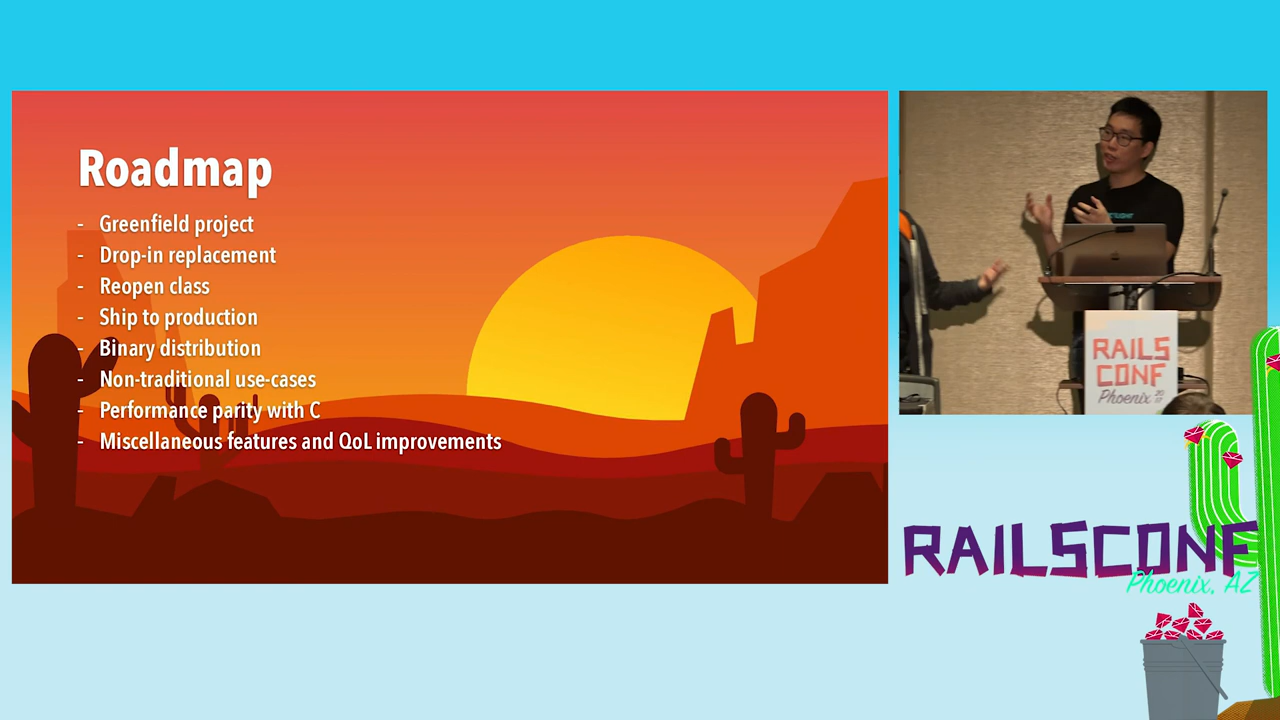 Roadmap
- Greenfield project
- Drop-in replacement
- Reopen class
- Ship to production
- Binary distribution
- Non-traditional use-cases
- Performance parity with C
- Miscellaneous features and QoL improvements
RAILS
CONF
Phoenix
RAILSCONF
Phoenix, AZ